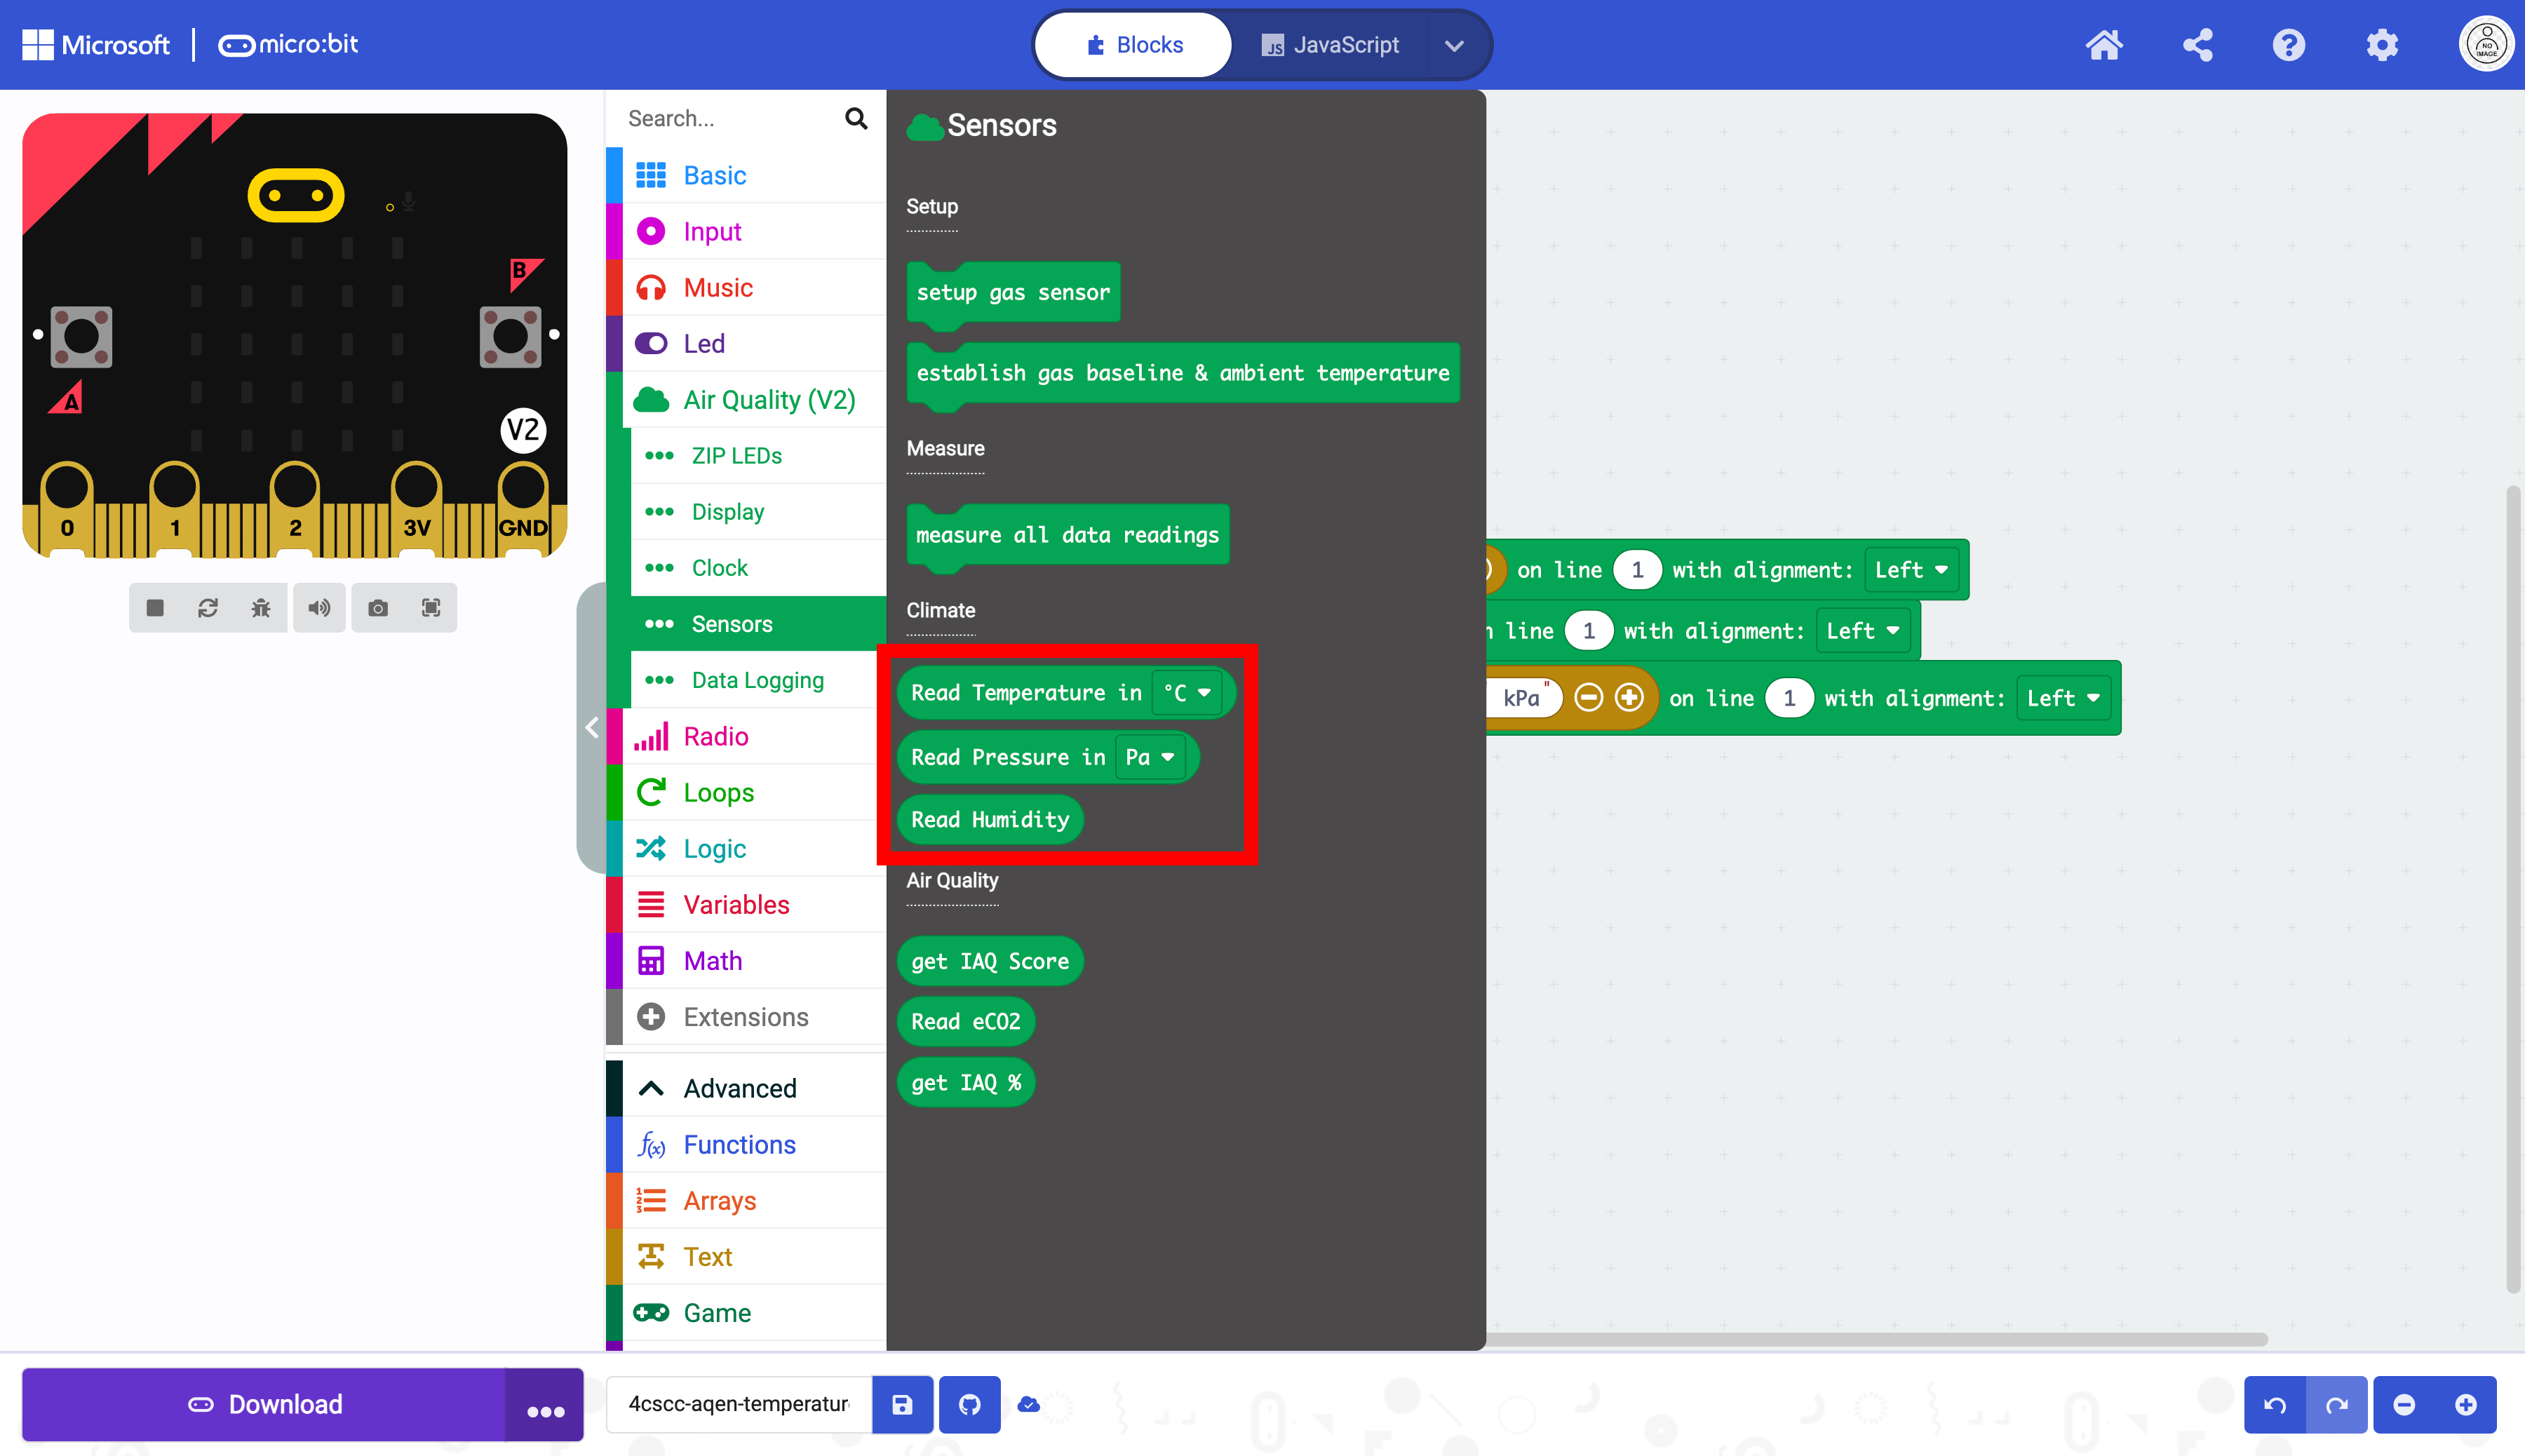 Microsoft | micro:bit
Blocks
JavaScript
NO IMAGE
B
A
V2
0 1 2 3V GND
Search...
Basic
Input
Music
Led
Air Quality (V2)
ZIP LEDs
Display
Clock
Sensors
Data Logging
Radio
Loops
Logic
Variables
Math
Extensions
Advanced
Functions
Arrays
Text
Game
Sensors
Setup
setup gas sensor
establish gas baseline & ambient temperature
Measure
measure all data readings
Climate
Read Temperature in °C
Read Pressure in Pa
Read Humidity
Air Quality
get IAQ Score
Read eCO2
get IAQ %
on line 1 with alignment: Left
line 1 with alignment: Left
kPa" on line 1 with alignment: Left
Download
4cscc-aqen-temperatur